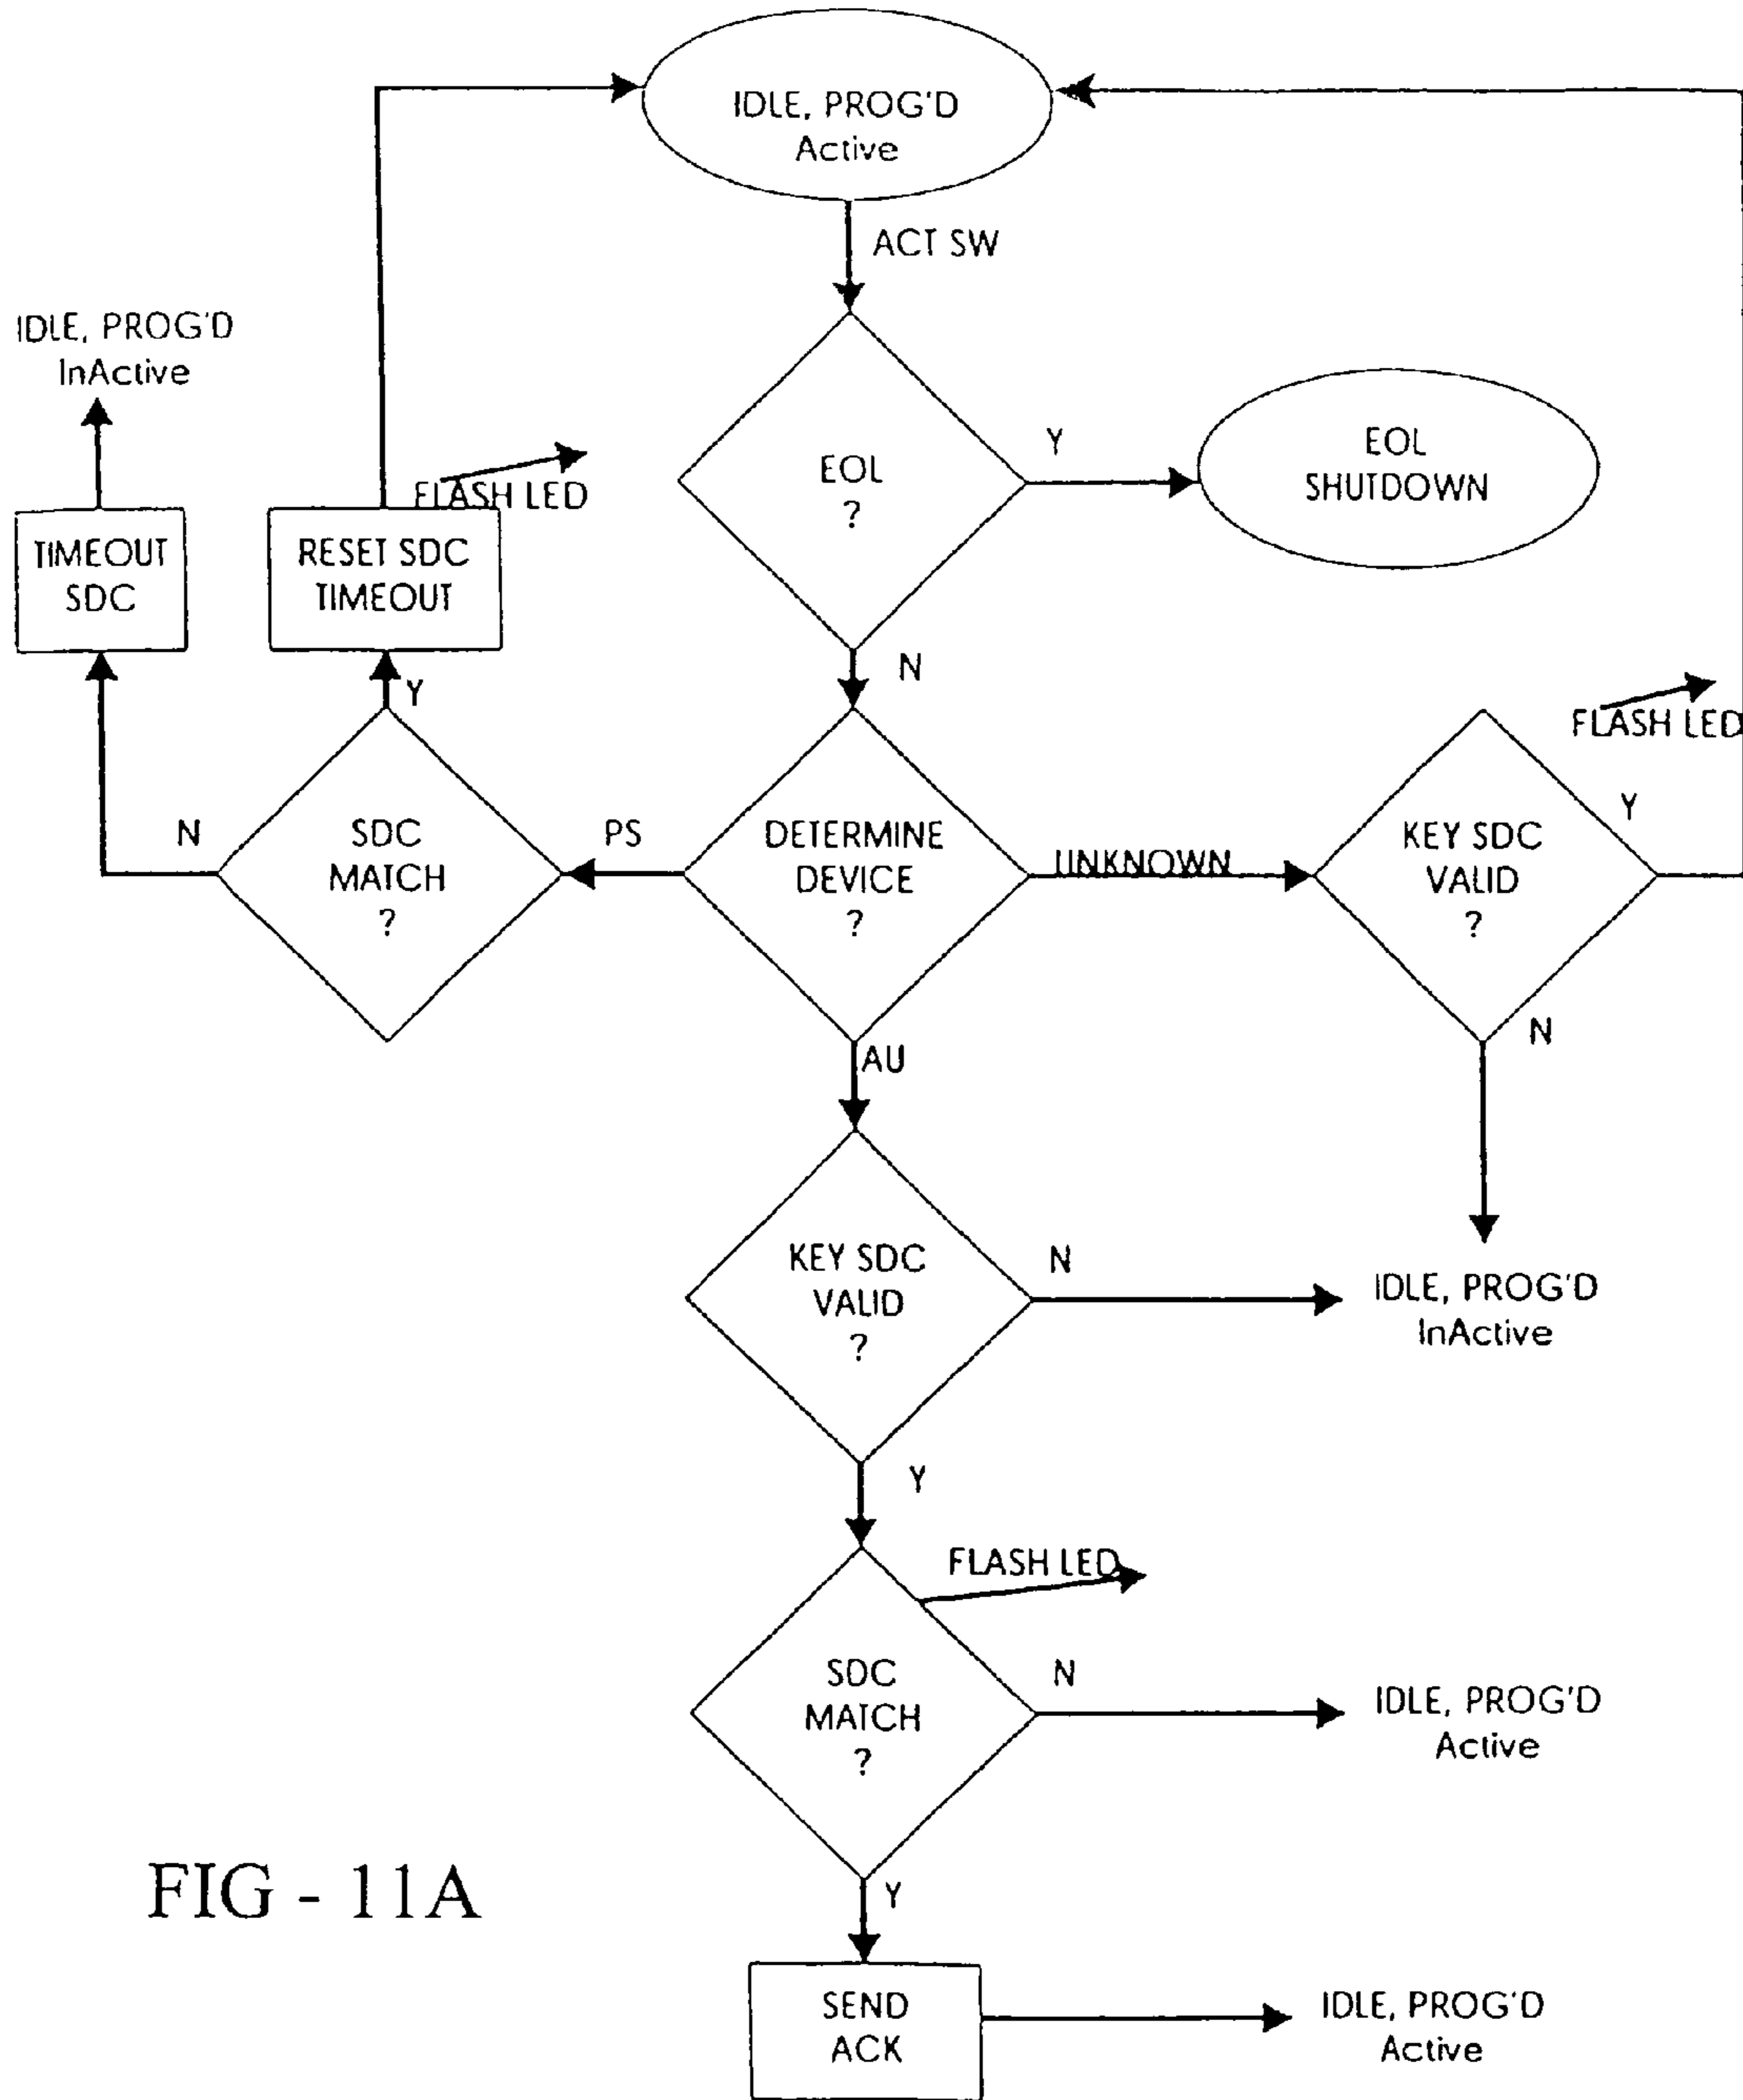 IDLE, PROG'D
Active
ACT SW
IDLE, PROG'D
InActive
EOL
?
Y
EOL
SHUTDOWN
FLASH LED
TIMEOUT
SDC
RESET SDC
TIMEOUT
N
Y
FLASH LED
N
SDC
MATCH
?
PS
DETERMINE
DEVICE
?
UNKNOWN
KEY SDC
VALID
?
Y
N
AU
KEY SDC
VALID
?
N
IDLE, PROG'D
InActive
Y
FLASH LED
SDC
MATCH
?
N
IDLE, PROG'D
Active
Y
FIG - 11A
SEND
ACK
IDLE, PROG'D
Active